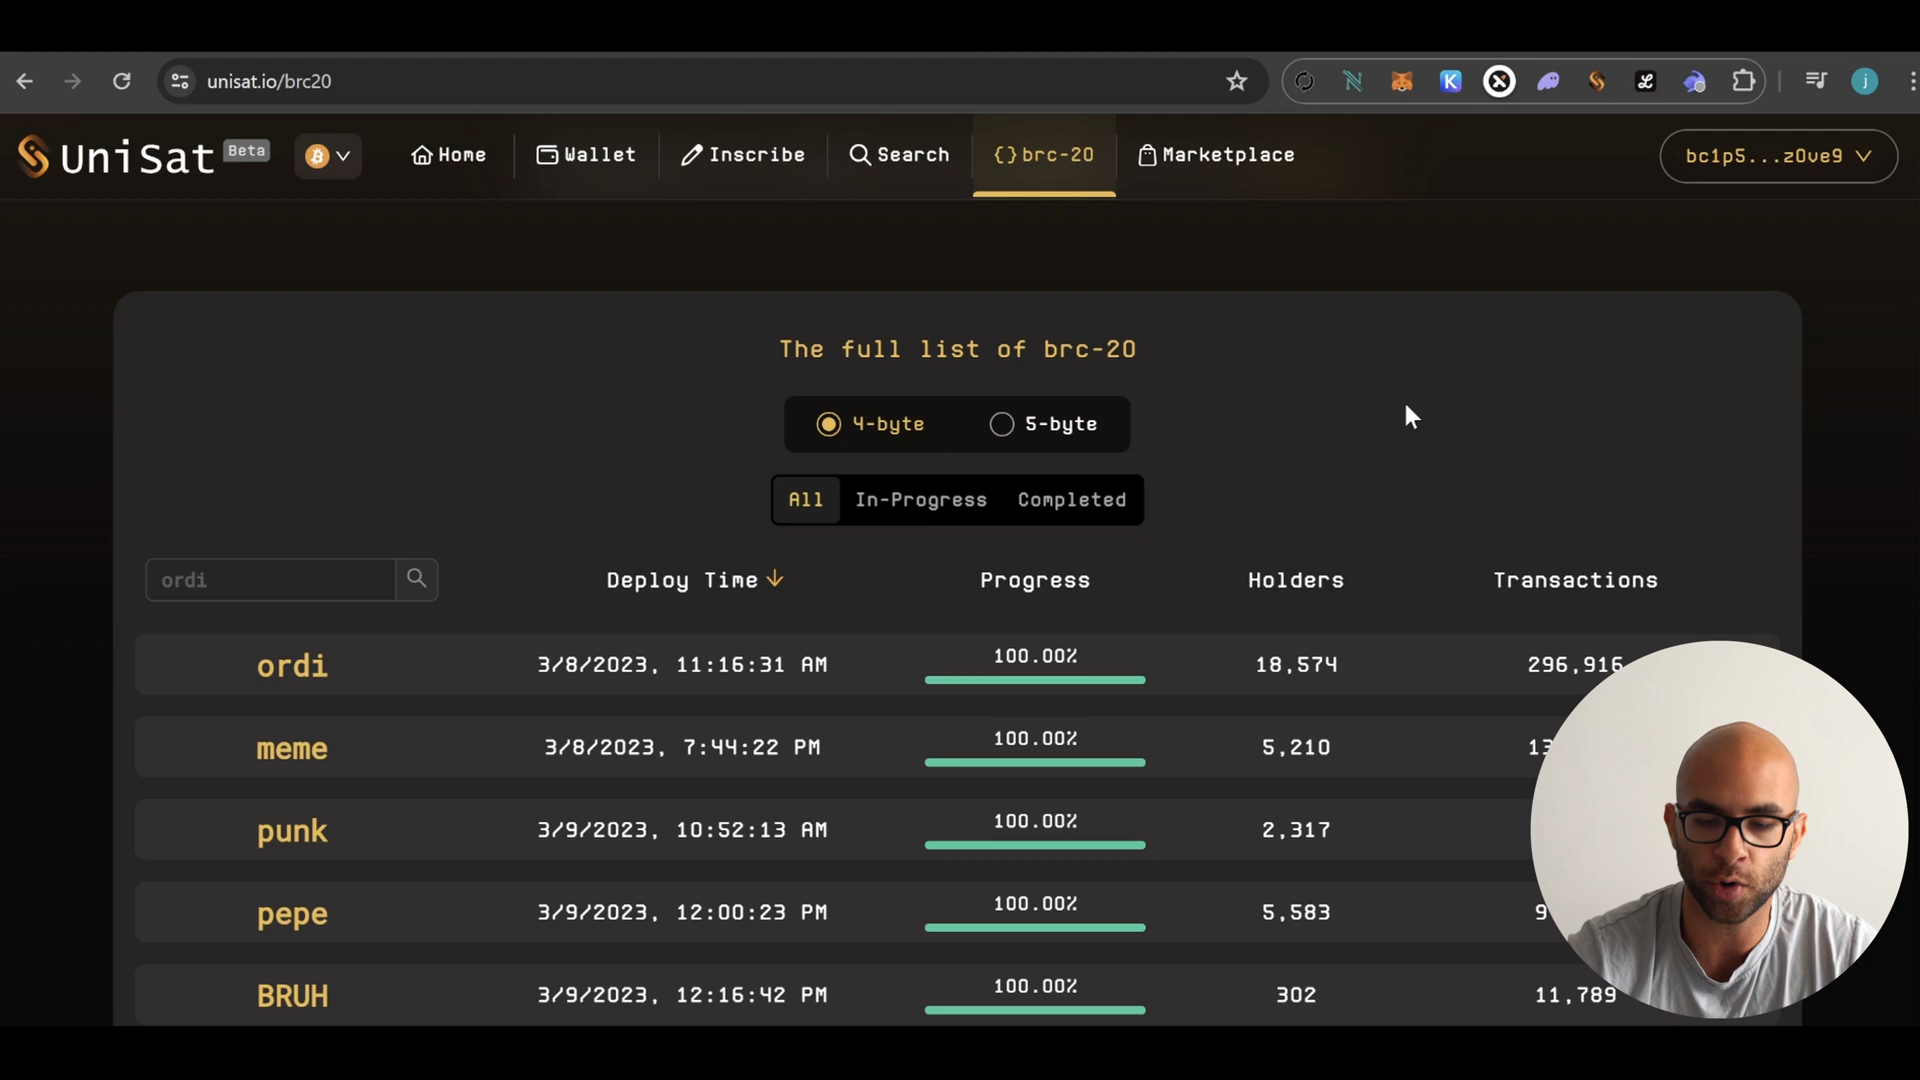 unisat.io/brc20
K
j
UniSat Beta
Home
Wallet
Inscribe
Search
{}brc-20
Marketplace
bc1p5...z0ve9
The full list of brc-20
4-byte 5-byte
All In-Progress Completed
ordi Deploy Time Progress Holders Transactions
ordi 3/8/2023, 11:16:31 AM 100.00% 18,574 296,916
meme 3/8/2023, 7:44:22 PM 100.00% 5,210
punk 3/9/2023, 10:52:13 AM 100.00% 2,317
pepe 3/9/2023, 12:00:23 PM 100.00% 5,583
BRUH 3/9/2023, 12:16:42 PM 100.00% 302 11,789